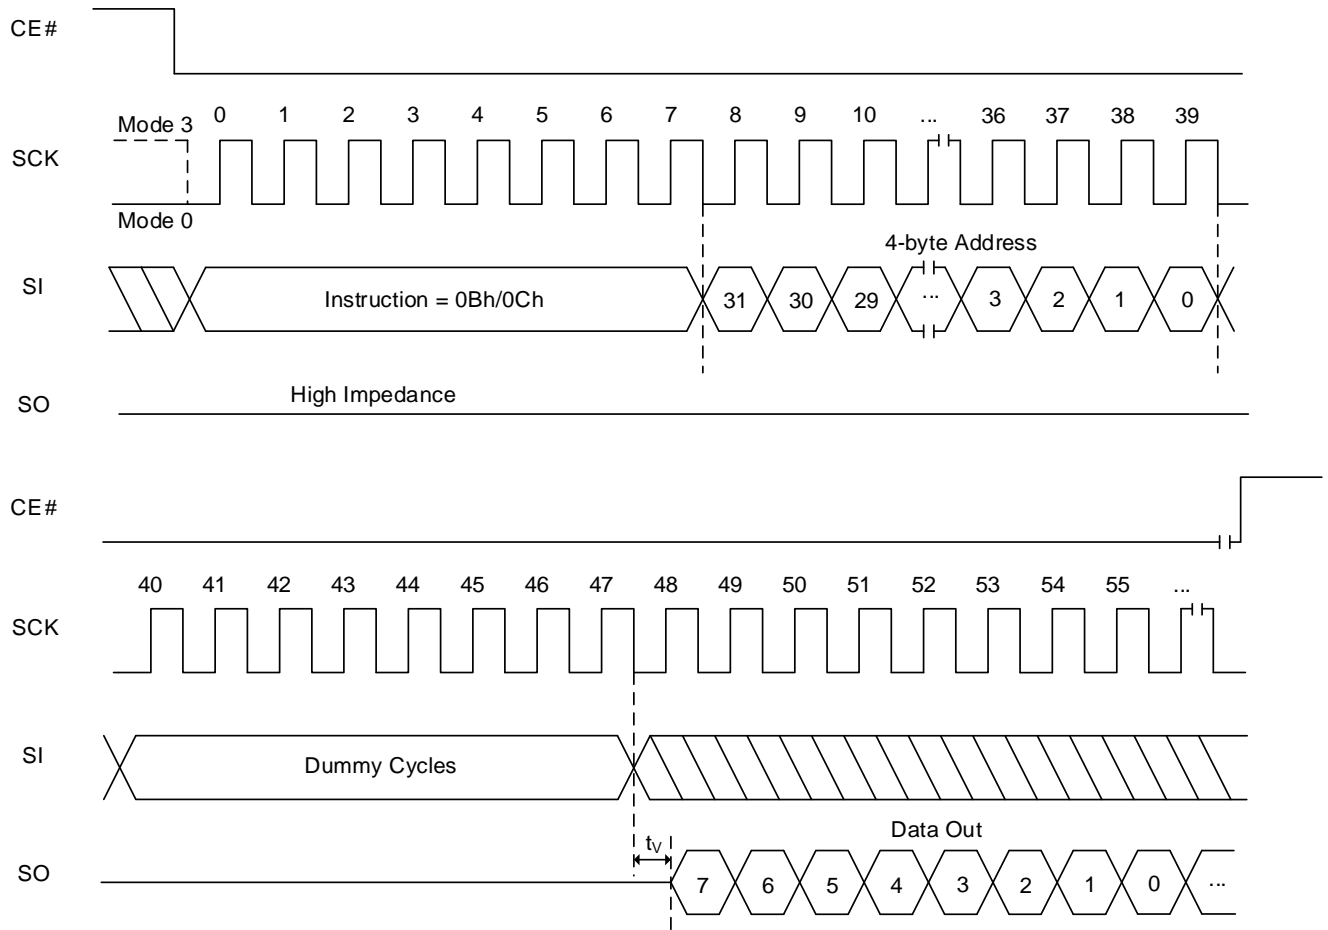 CE#
Mode 3 0 1 2 3 4 5 6 7 8 9 10 ... 36 37 38 39
SCK
Mode 0
4-byte Address
SI Instruction = 0Bh/0Ch 31 30 29 ... 3 2 1 0
High Impedance
SO
CE#
40 41 42 43 44 45 46 47 48 49 50 51 52 53 54 55 ...
SCK
SI Dummy Cycles
Data Out
tV
SO 7 6 5 4 3 2 1 0 ...